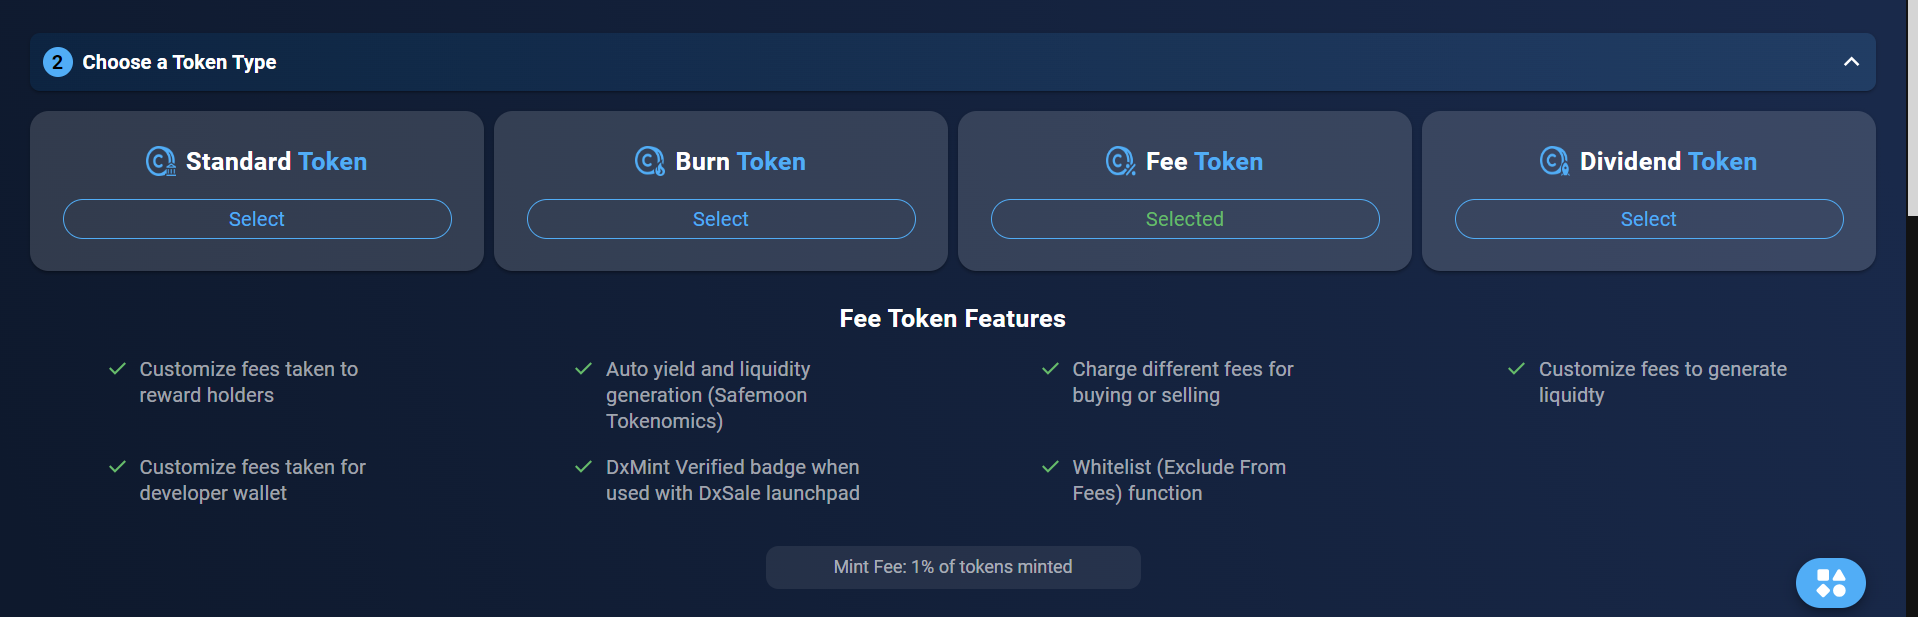 2 Choose a Token Type
Standard Token
Select
Burn Token
Select
Fee Token
Selected
Dividend Token
Select
Fee Token Features
Customize fees taken to
reward holders
Auto yield and liquidity
generation (Safemoon
Tokenomics)
Charge different fees for
buying or selling
Customize fees to generate
liquidty
Customize fees taken for
developer wallet
DxMint Verified badge when
used with DxSale launchpad
Whitelist (Exclude From
Fees) function
Mint Fee: 1% of tokens minted